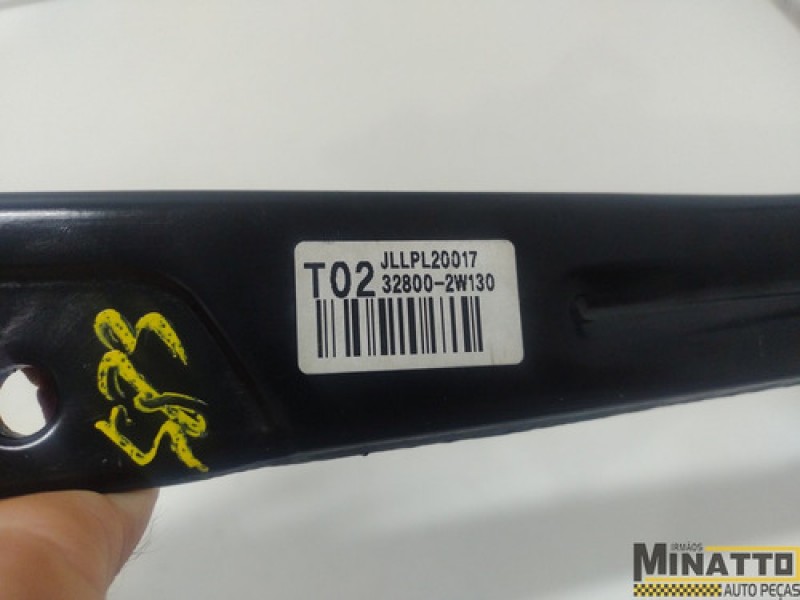 T02 JLLPL20017
32800-2W130
IRMÃOS
MINATTO
AUTO PEÇAS